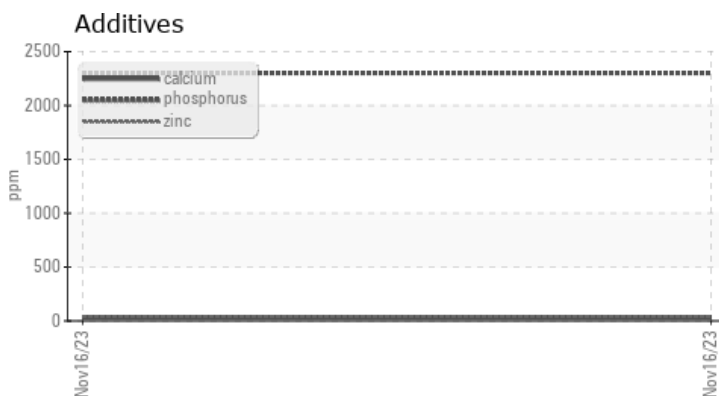 Additives
2500
2000
1500
1000
500
0
ppm
calcium
phosphorus
zinc
Nov16/23
Nov16/23